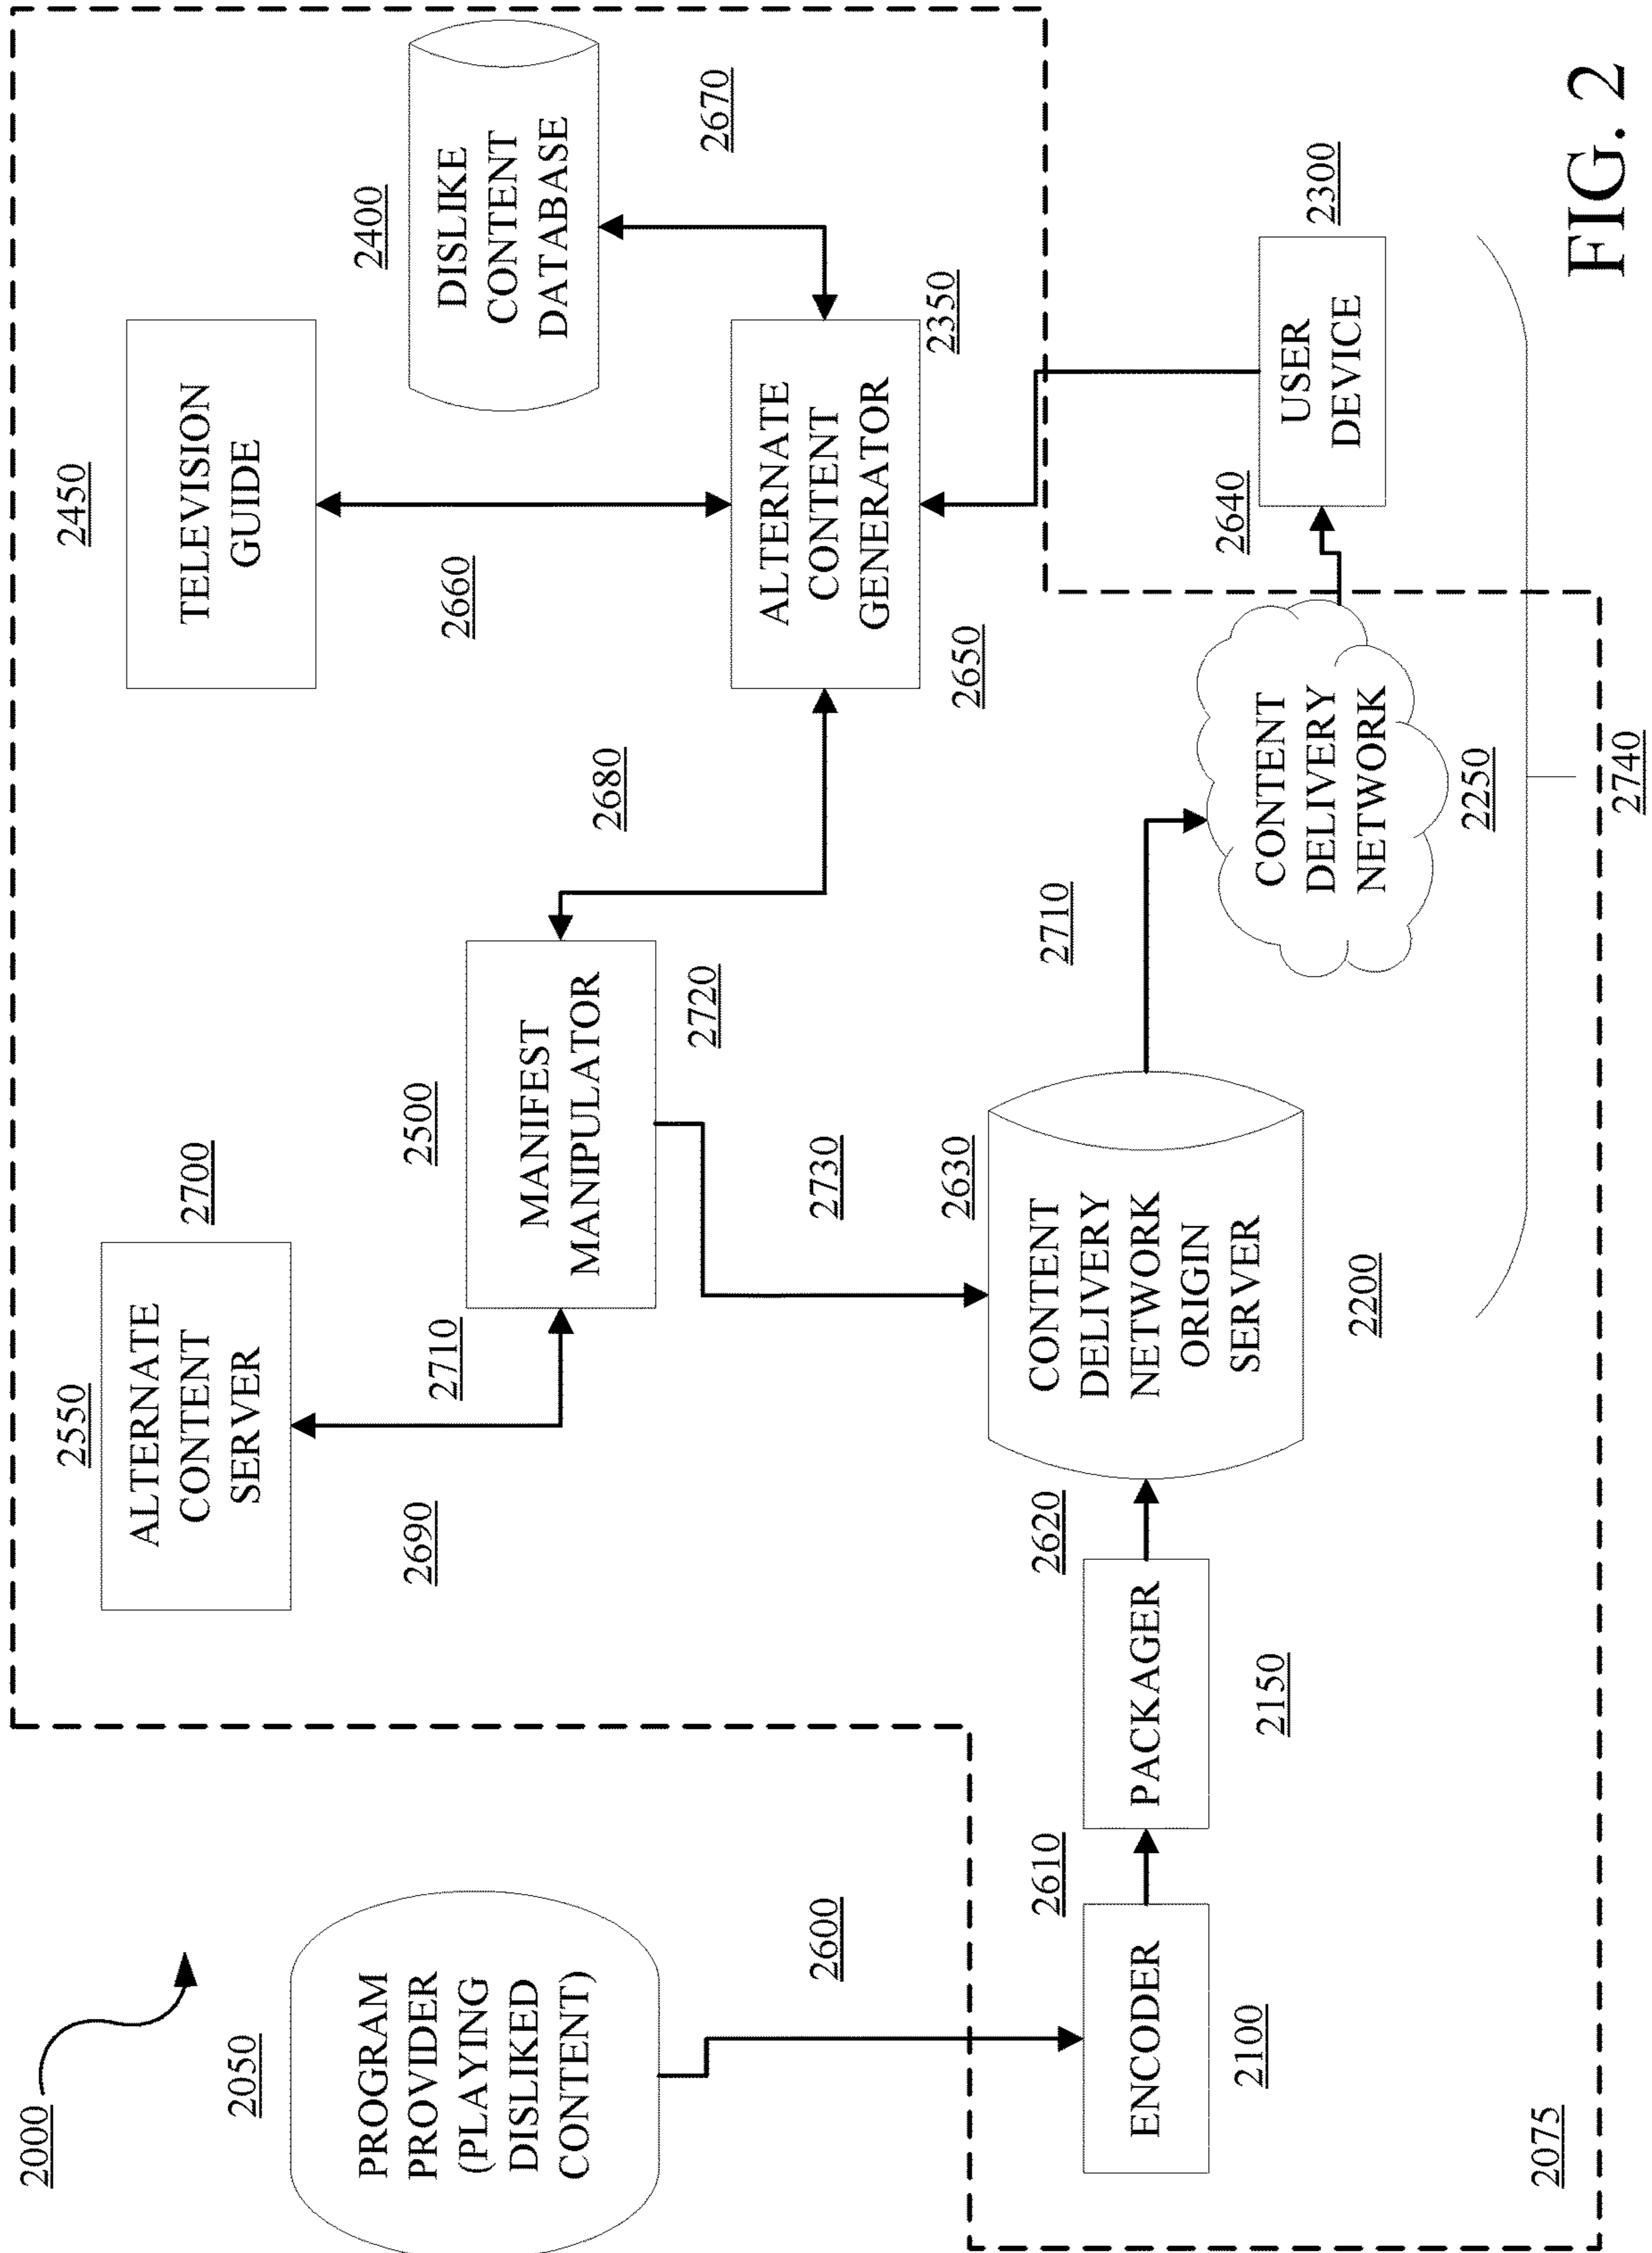 2000
2050
PROGRAM
PROVIDER
(PLAYING
DISLIKED
CONTENT)
2600
2550
ALTERNATE
CONTENT
SERVER
2700
2690
2710
2500
MANIFEST
MANIPULATOR
2720
2680
2450
TELEVISION
GUIDE
2660
2400
DISLIKE
CONTENT
DATABASE
2670
ALTERNATE
CONTENT
GENERATOR
2350
2650
2730
2610
ENCODER
2100
PACKAGER
2150
2620
2630
CONTENT
DELIVERY
NETWORK
ORIGIN
SERVER
2200
2710
CONTENT
DELIVERY
NETWORK
2250
2640
USER
DEVICE
2300
2740
2075
FIG. 2